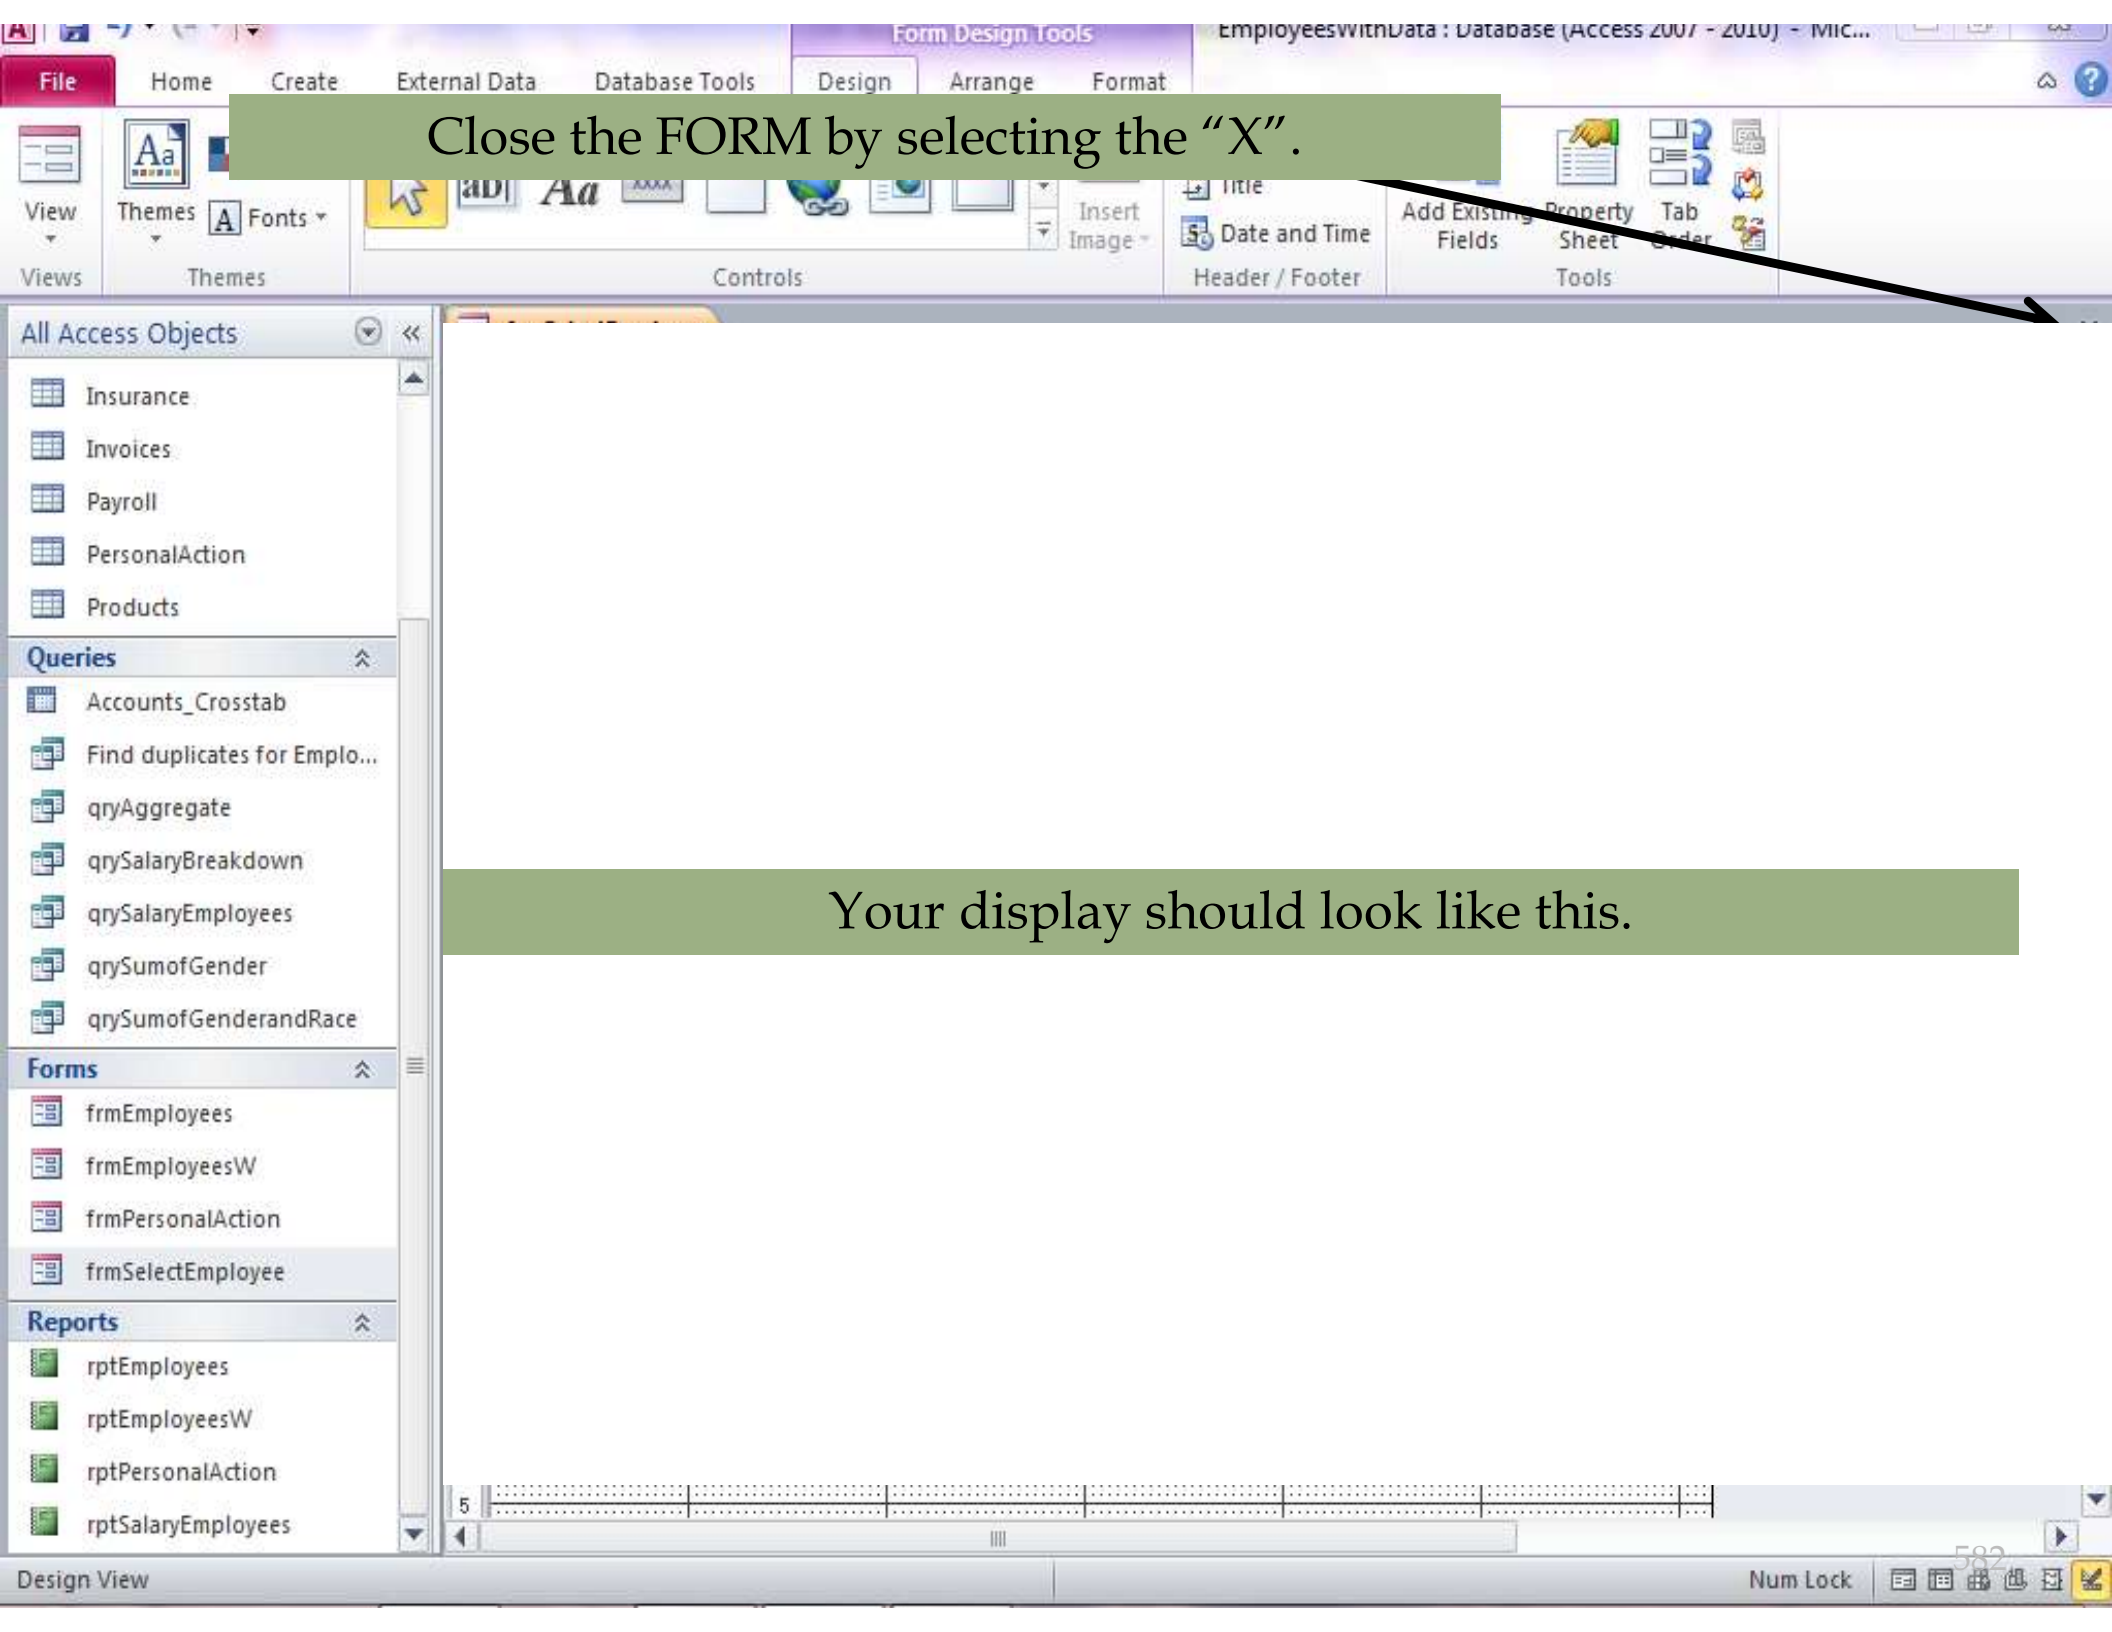 Form Design Tools
EmployeesWithData : Database (Access 2007 - 2010) - Mic...
File Home Create External Data Database Tools Design Arrange Format
Close the FORM by selecting the “X”.
Aa
ab| Aa XXXX
Title
View Themes A Fonts
Insert
Image
Date and Time
Add Existing
Fields
Property
Sheet
Tab
Order
Views Themes Controls Header / Footer Tools
All Access Objects
Insurance
Invoices
Payroll
PersonalAction
Products
Queries
Accounts_Crosstab
Find duplicates for Emplo...
qryAggregate
qrySalaryBreakdown
Your display should look like this.
qrySalaryEmployees
qrySumofGender
qrySumofGenderandRace
Forms
frmEmployees
frmEmployeesW
frmPersonalAction
frmSelectEmployee
Reports
rptEmployees
rptEmployeesW
rptPersonalAction
rptSalaryEmployees
5
582
Design View Num Lock